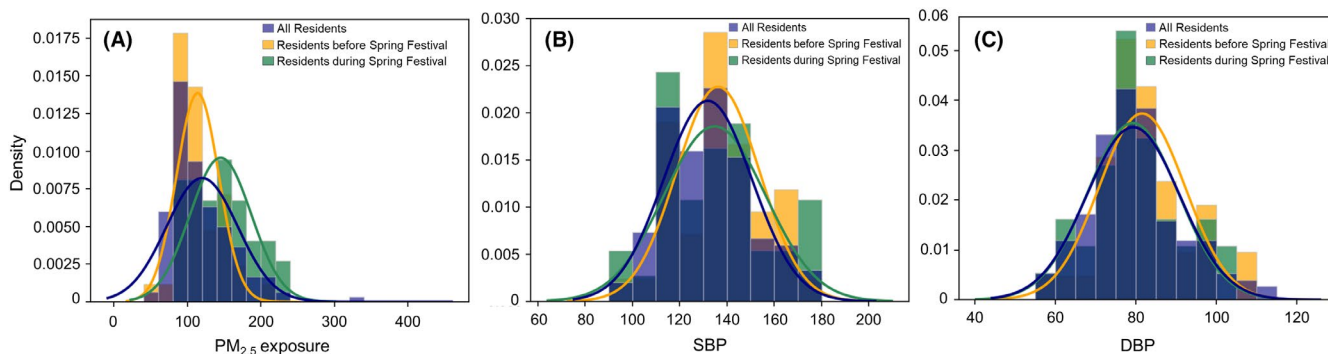 (A)
All Residents
Residents before Spring Festival
Residents during Spring Festival
Density
0.0175
0.0150
0.0125
0.0100
0.0075
0.0050
0.0025
0
0 100 200 300 400
PM2.5 exposure
(B)
All Residents
Residents before Spring Festival
Residents during Spring Festival
0.030
0.025
0.020
0.015
0.010
0.005
0.000
60 80 100 120 140 160 180 200
SBP
(C)
All Residents
Residents before Spring Festival
Residents during Spring Festival
0.06
0.05
0.04
0.03
0.02
0.01
0
40 60 80 100 120
DBP